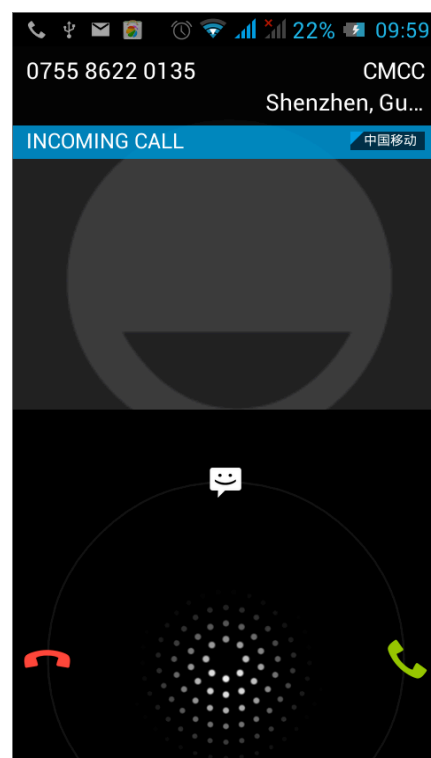 22% 09:59
0755 8622 0135 CMCC
Shenzhen, Gu...
INCOMING CALL 中国移动